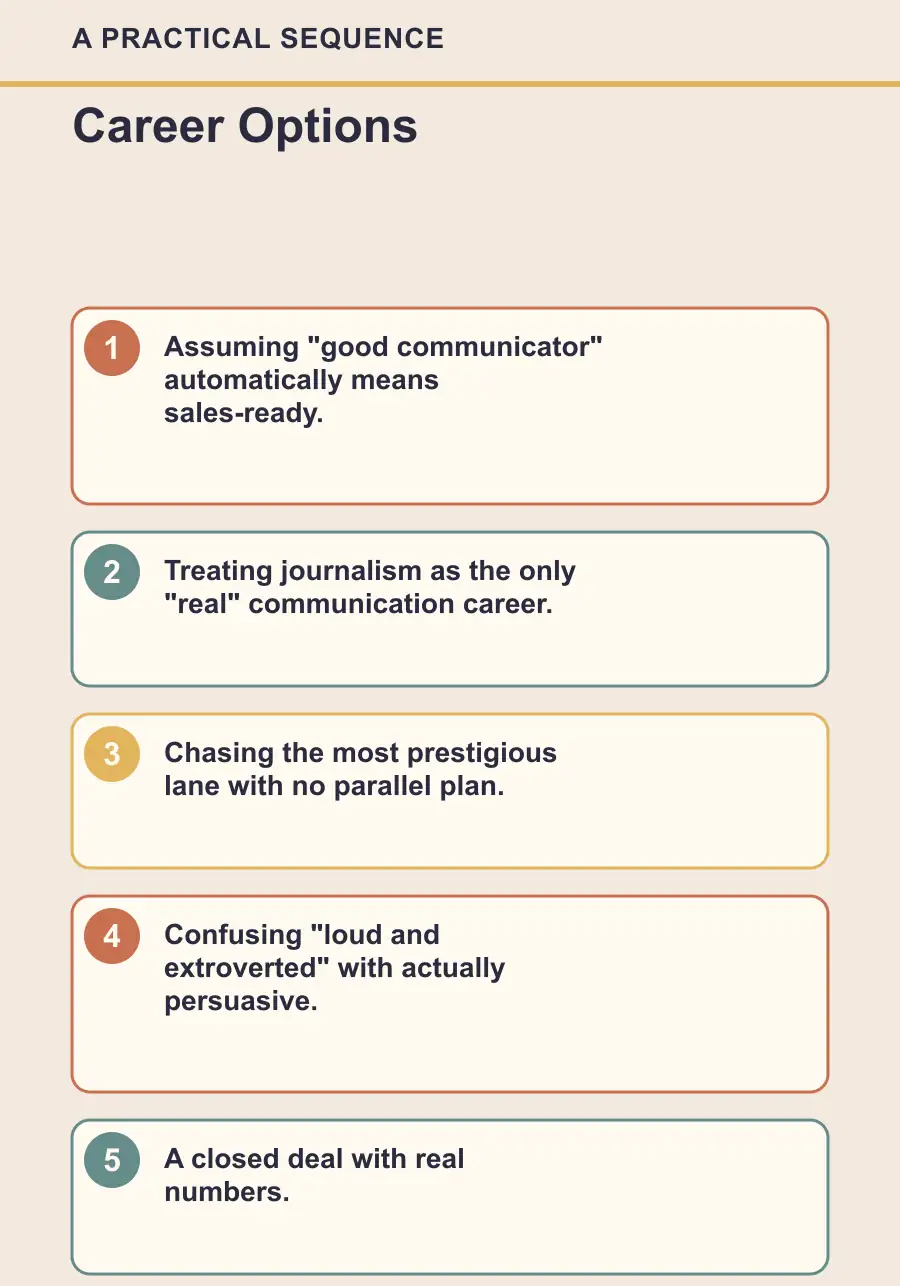 A PRACTICAL SEQUENCE
Career Options
1
Assuming "good communicator"
automatically means
sales-ready.
2
Treating journalism as the only
"real" communication career.
3
Chasing the most prestigious
lane with no parallel plan.
4
Confusing "loud and
extroverted" with actually
persuasive.
5
A closed deal with real
numbers.